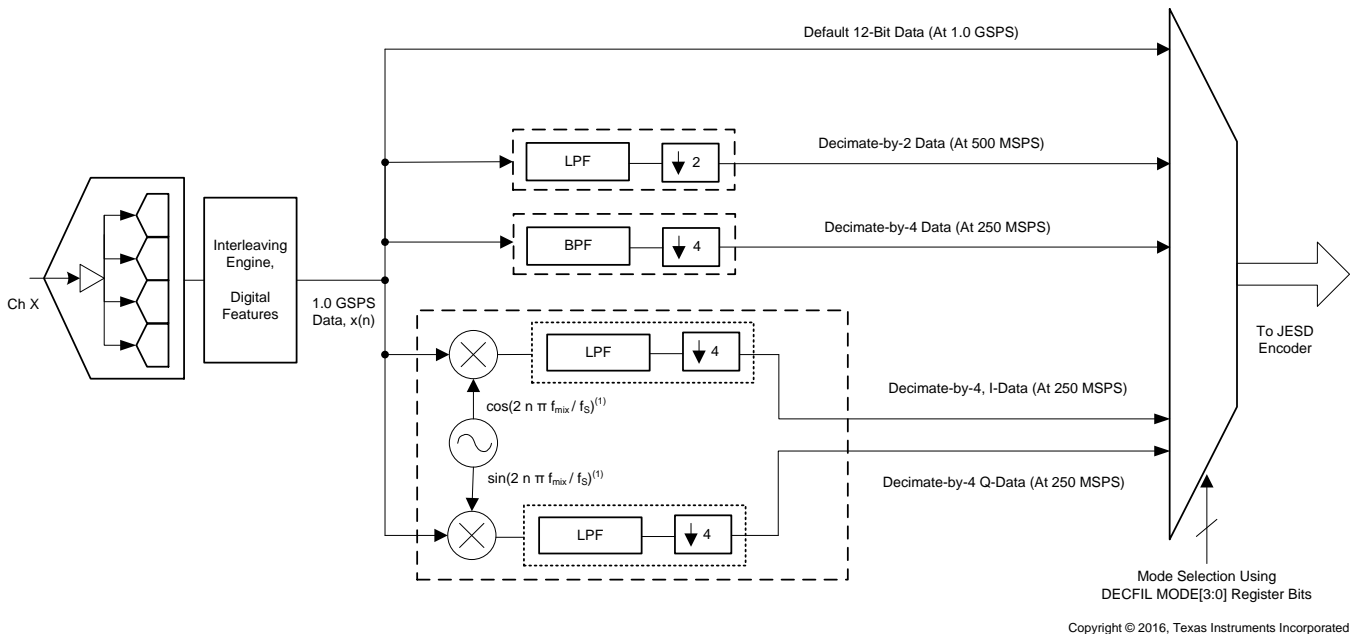 Default 12-Bit Data (At 1.0 GSPS)
LPF
2
Decimate-by-2 Data (At 500 MSPS)
BPF
4
Decimate-by-4 Data (At 250 MSPS)
Ch X
Interleaving
Engine,
Digital
Features
1.0 GSPS
Data, x(n)
LPF
4
cos(2 n π fmix / fS)(1)
Decimate-by-4, I-Data (At 250 MSPS)
sin(2 n π fmix / fS)(1)
Decimate-by-4 Q-Data (At 250 MSPS)
LPF
4
To JESD
Encoder
Mode Selection Using
DECFIL MODE[3:0] Register Bits
Copyright © 2016, Texas Instruments Incorporated